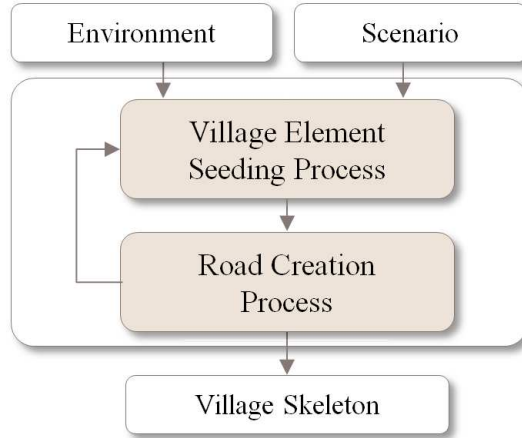 Environment
Scenario
Village Element
Seeding Process
Road Creation
Process
Village Skeleton